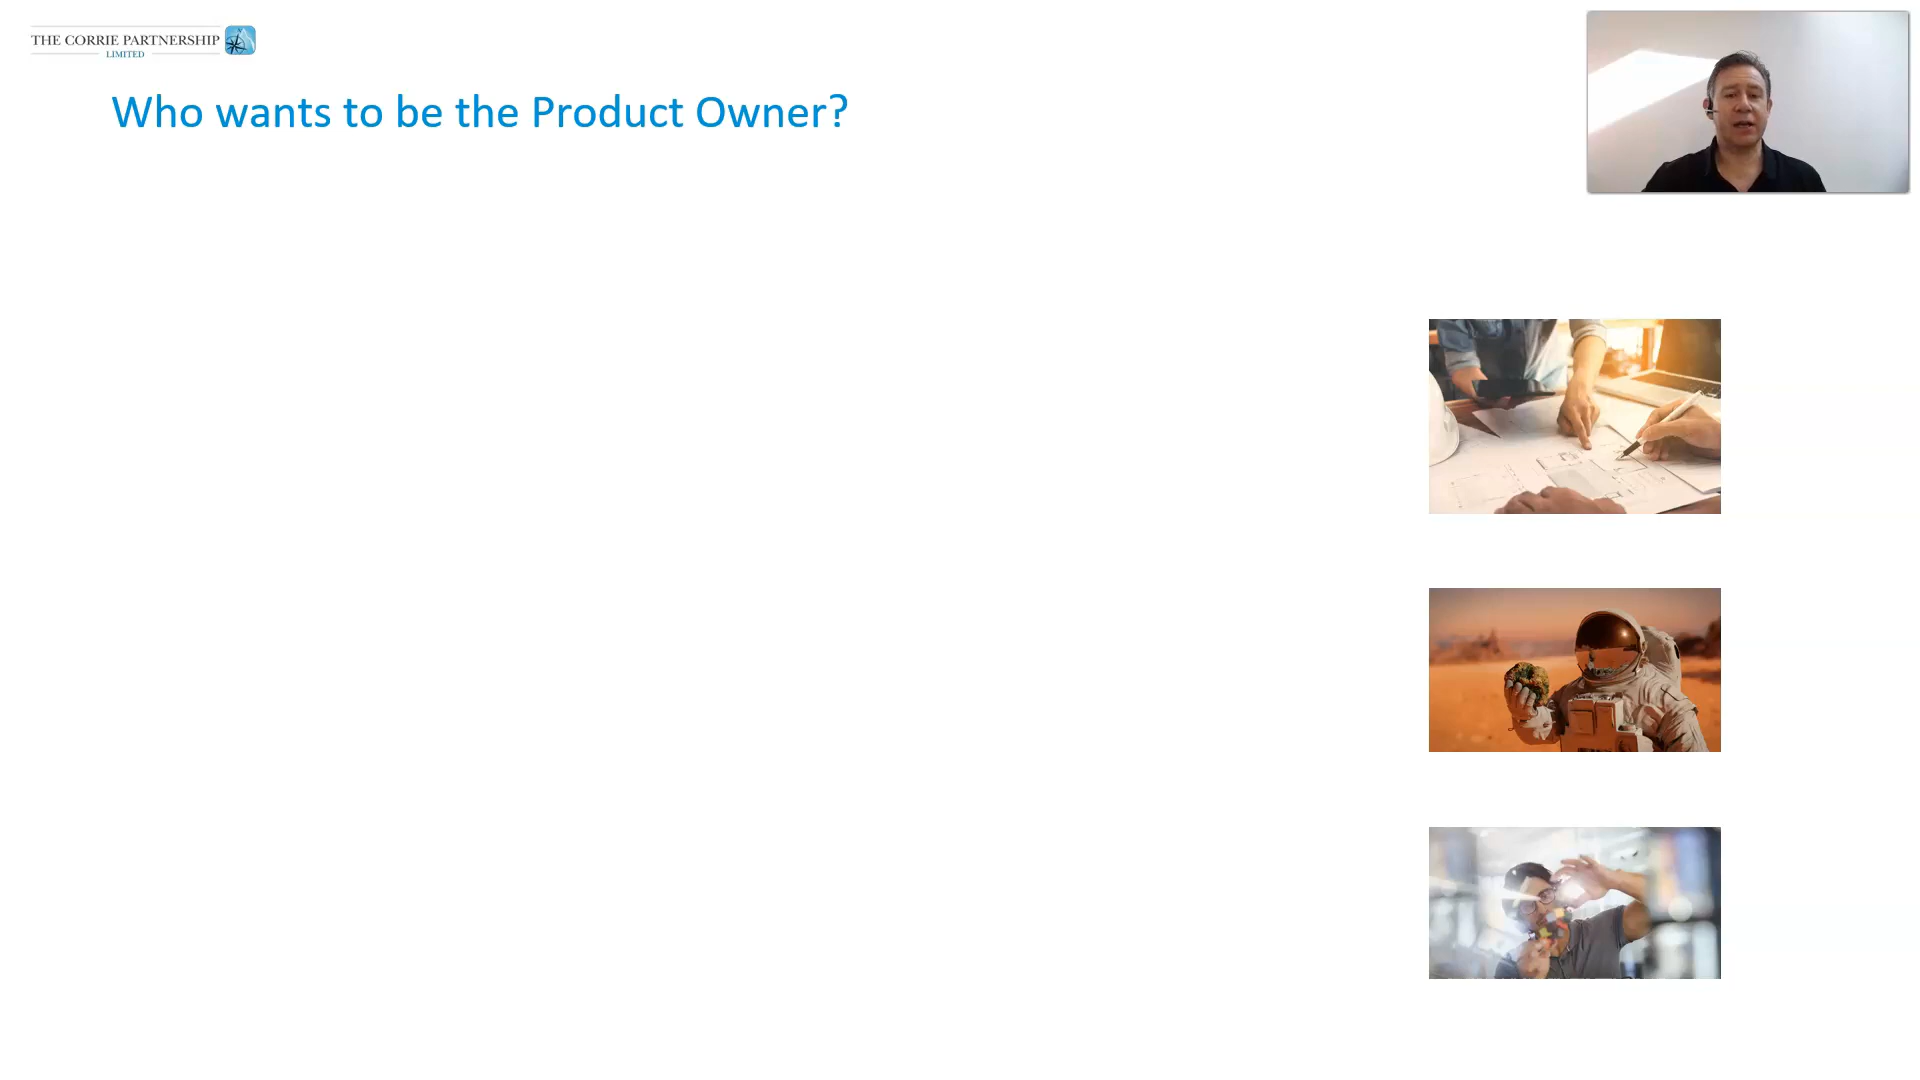 THE CORRIE PARTNERSHIP
LIMITED
Who wants to be the Product Owner?